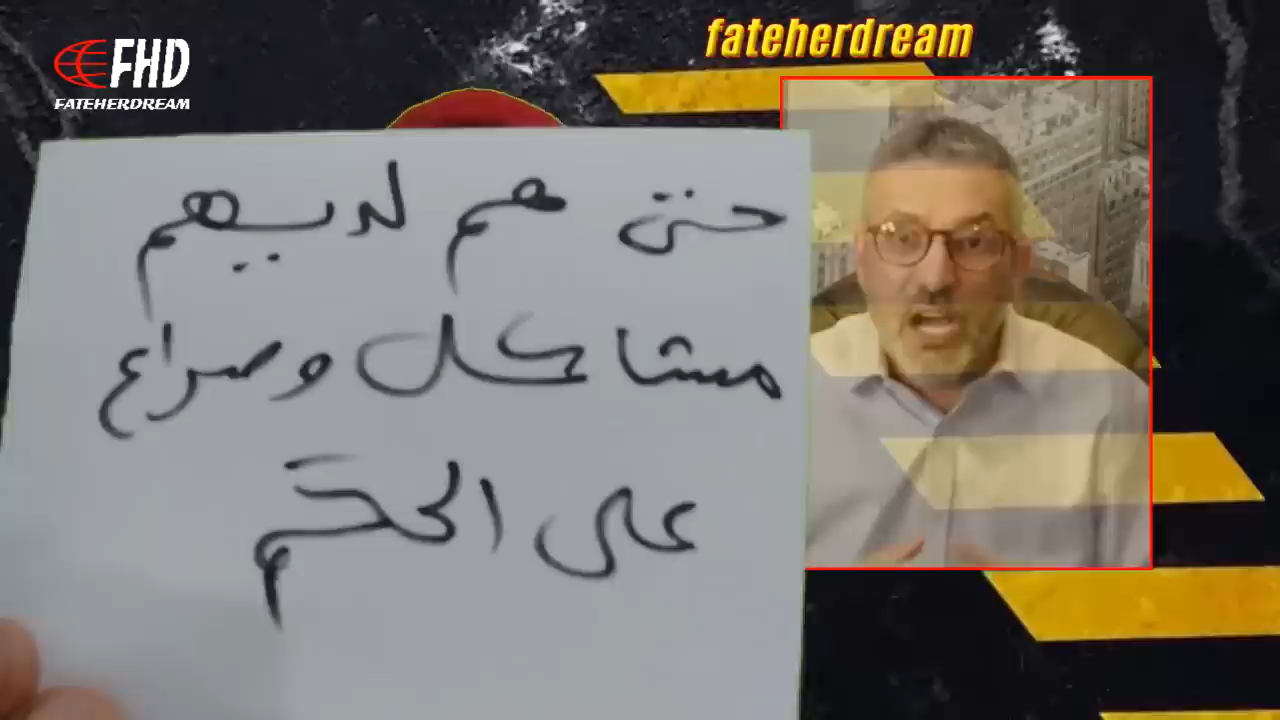 FHD
FATEHERDREAM
fateherdream
حتى هم لديهم
مشاكل وصراع
على الحكم